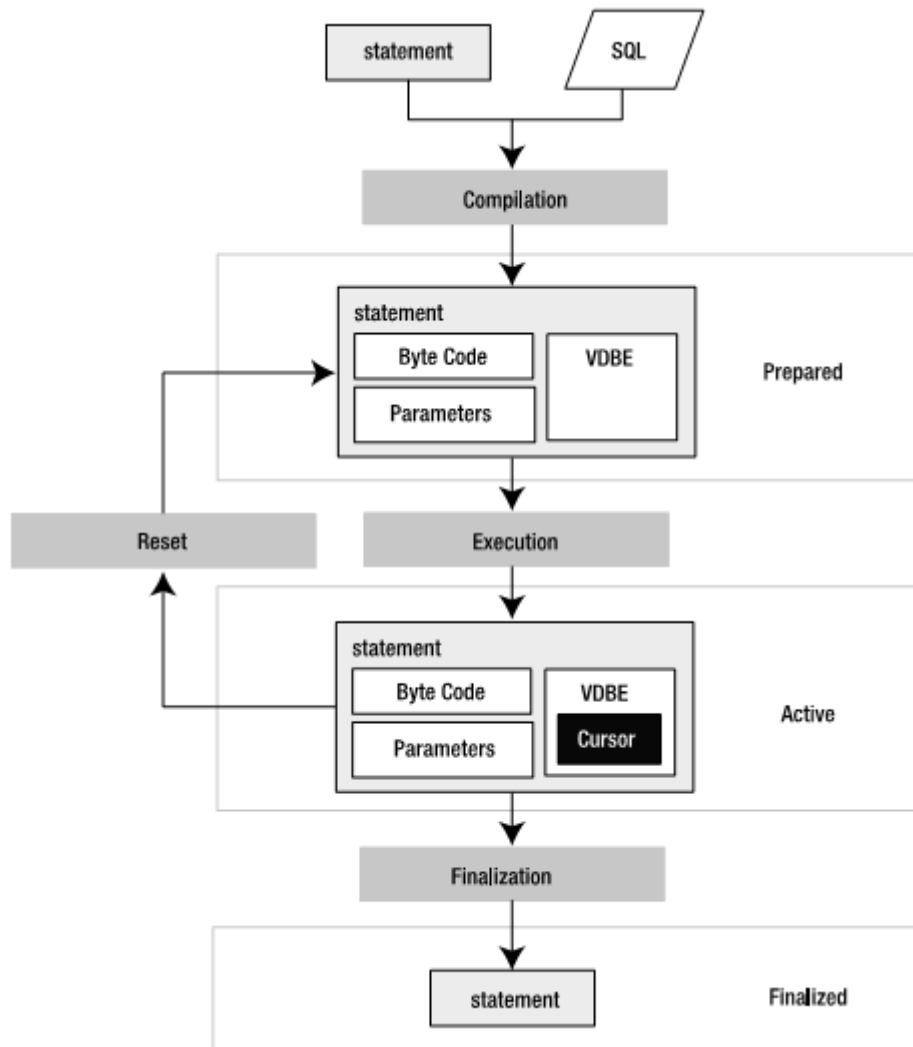 statement
SQL
Compilation
statement
Byte Code
VDBE
Parameters
Prepared
Reset
Execution
statement
Byte Code
VDBE
Parameters
Cursor
Active
Finalization
statement
Finalized